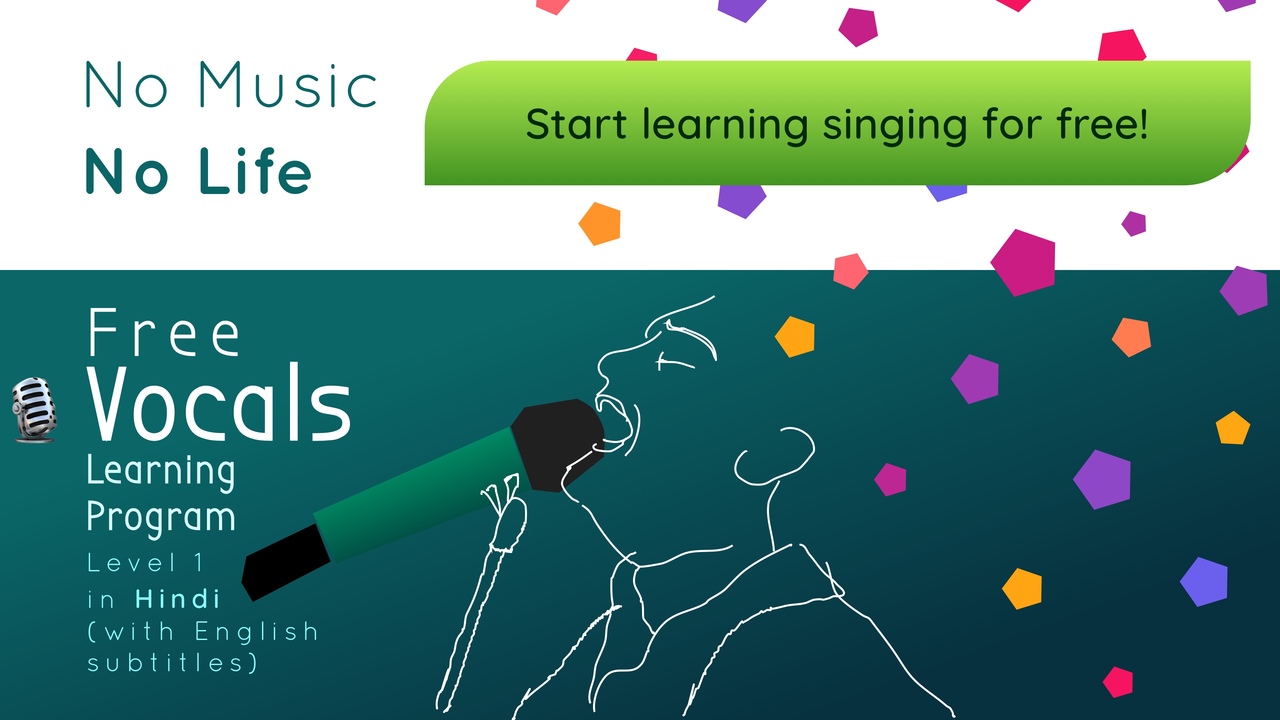 No Music
No Life
Start learning singing for free!
Free
Vocals
Learning
Program
Level 1
in Hindi
(with English
subtitles)